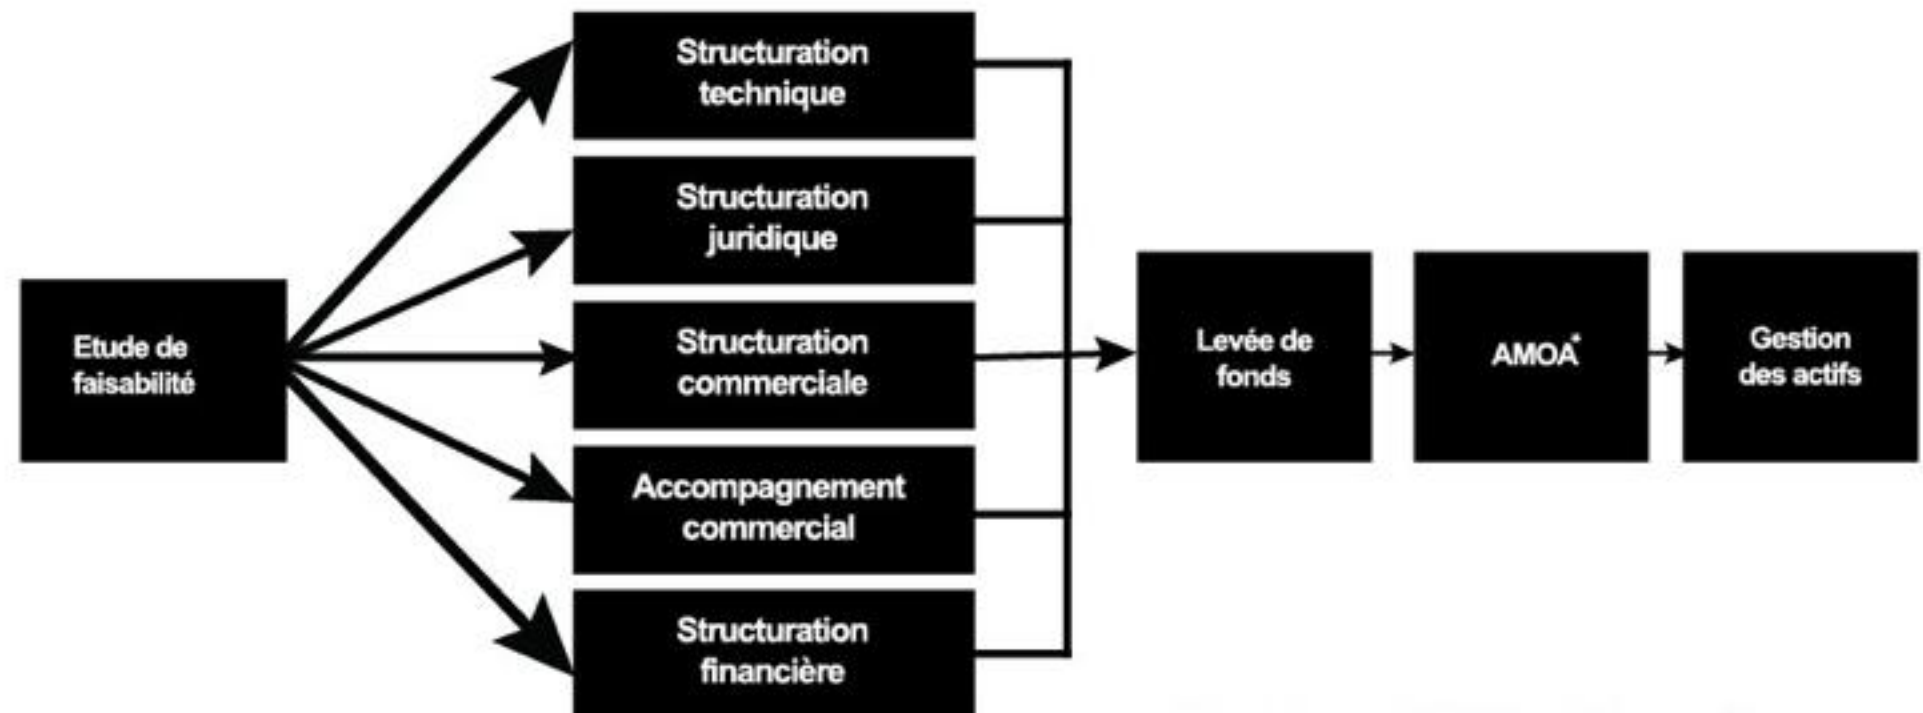 Structuration
technique
Structuration
juridique
Etude de
faisabilité
Structuration
commerciale
Levée de
fonds
AMOA*
Gestion
des actifs
Accompagnement
commercial
Structuration
financière